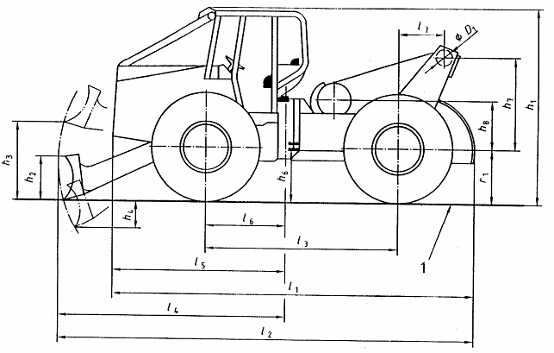 l₇
⌀ D₁
h₃
h₂
h₄
h₆
h₈
h₇
h₁
r₁
l₆
l₃
1
l₅
l₁
l₄
l₂